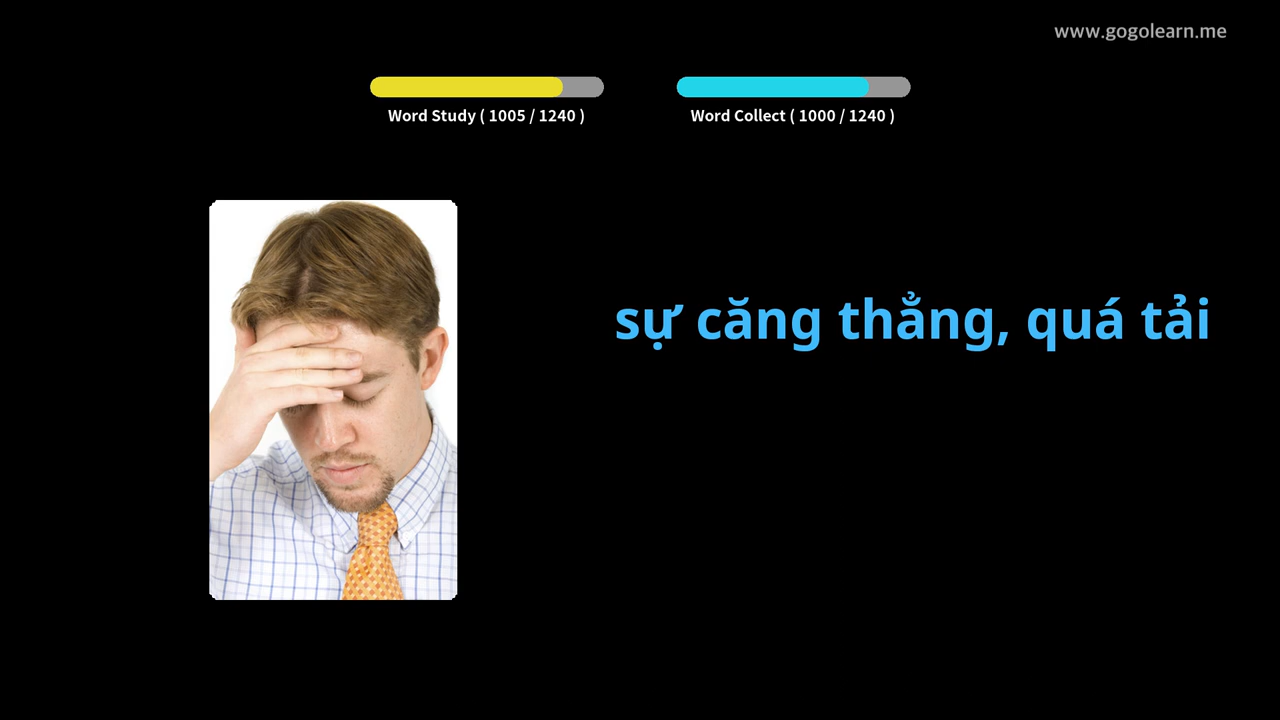 www.gogolearn.me
Word Study ( 1005 / 1240 )
Word Collect ( 1000 / 1240 )
sự căng thẳng, quá tải